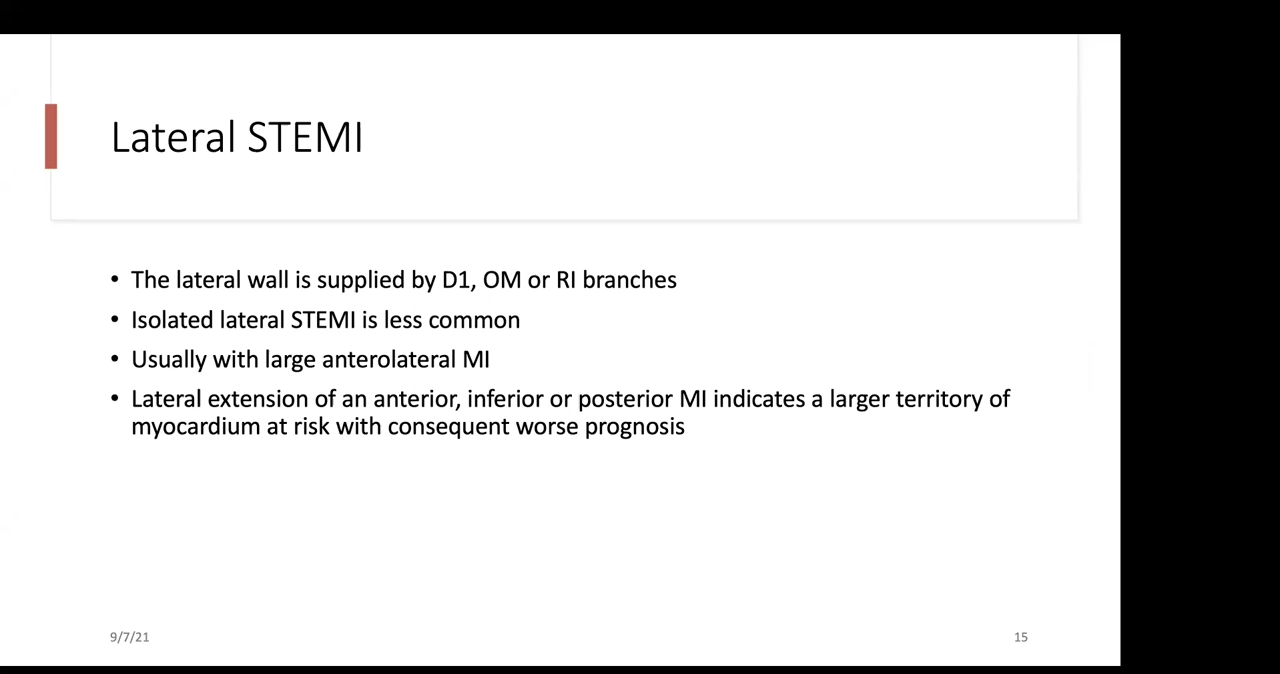 Lateral STEMI
• The lateral wall is supplied by D1, OM or RI branches
• Isolated lateral STEMI is less common
• Usually with large anterolateral MI
• Lateral extension of an anterior, inferior or posterior MI indicates a larger territory of
myocardium at risk with consequent worse prognosis
9/7/21
15